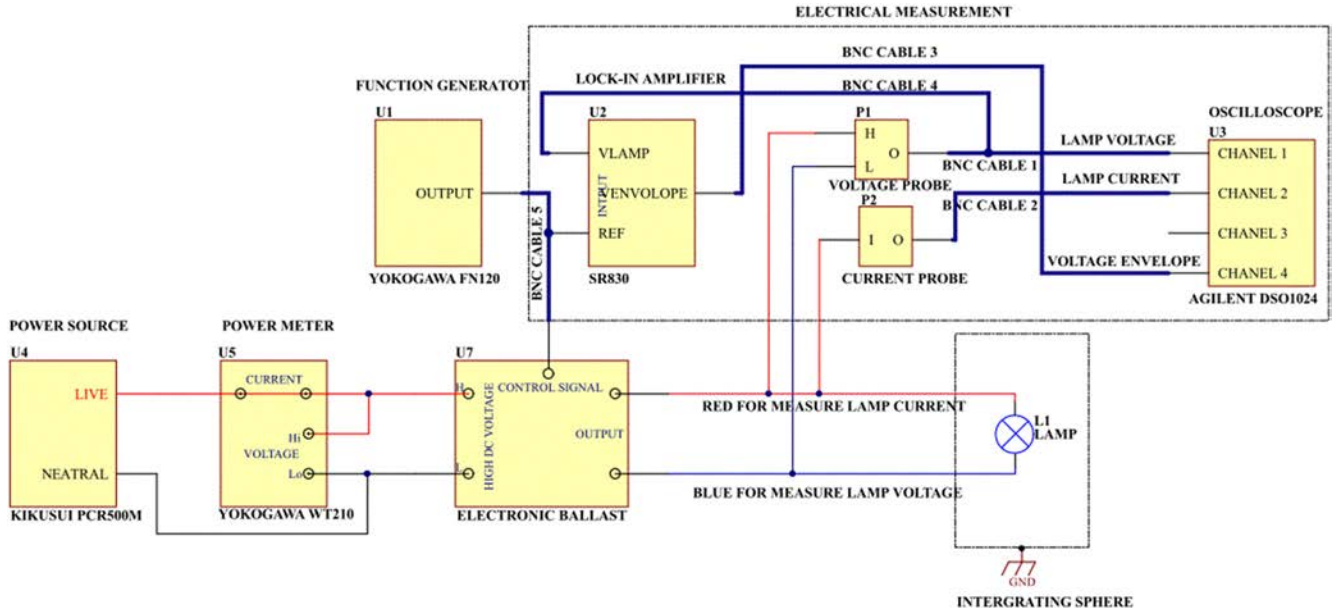 ELECTRICAL MEASUREMENT
BNC CABLE 3
FUNCTION GENERATOT
LOCK-IN AMPLIFIER
BNC CABLE 4
OSCILLOSCOPE
U1
U2
P1
U3
OUTPUT
VLAMP
VENVOLOPE
INTPUT
REF
H
L
O
VOLTAGE PROBE
BNC CABLE 1
LAMP VOLTAGE
CHANEL 1
LAMP CURRENT
CHANEL 2
P2
BNC CABLE 2
I
O
CHANEL 3
CURRENT PROBE
VOLTAGE ENVELOPE
CHANEL 4
BNC CABLE 5
YOKOGAWA FN120
SR830
AGILENT DSO1024
POWER SOURCE
POWER METER
U4
U5
U7
LIVE
CURRENT
H
CONTROL SIGNAL
HIGH DC VOLTAGE
RED FOR MEASURE LAMP CURRENT
L1
LAMP
Hi
VOLTAGE
OUTPUT
NEATRAL
Lo
L
BLUE FOR MEASURE LAMP VOLTAGE
KIKUSUI PCR500M
YOKOGAWA WT210
ELECTRONIC BALLAST
GND
INTERGRATING SPHERE